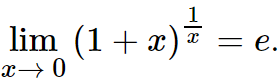 lim x→0 (1 + x)^(1/x) = e.